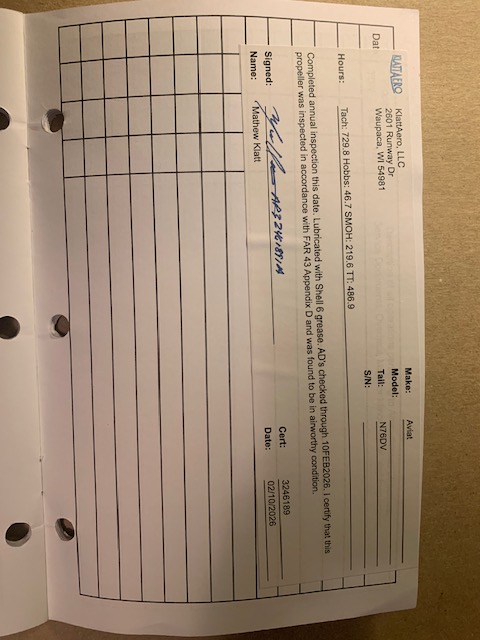 Dat
KLATTAERO
KlattAero, LLC
2601 Runway Dr
Waupaca, WI 54981
Make: Aviat
Model:
Tail: N76DV
S/N:
Hours: Tach: 729.8 Hobbs: 46.7 SMOH: 219.6 TT: 486.9
Completed annual inspection this date. Lubricated with Shell 6 grease. AD's checked through 10FEB2026. I certify that this
propeller was inspected in accordance with FAR 43 Appendix D and was found to be in airworthy condition.
Signed: AP3246189IA
Cert: 3246189
Name: Mathew Klatt
Date: 02/10/2026